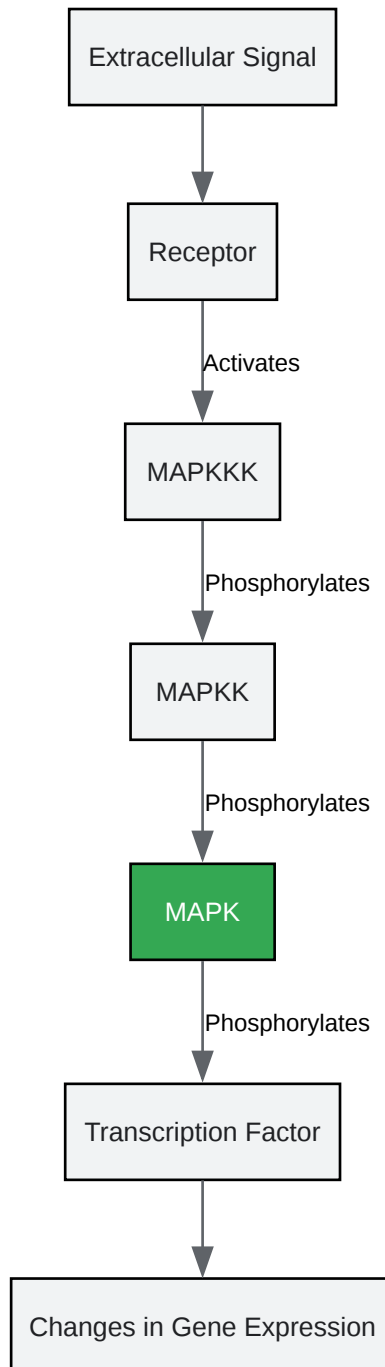 Extracellular Signal
Receptor
Activates
MAPKKK
Phosphorylates
MAPKK
Phosphorylates
MAPK
Phosphorylates
Transcription Factor
Changes in Gene Expression